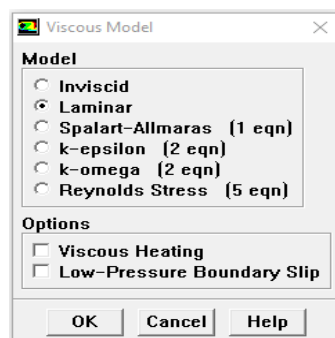 Viscous Model
Model
Inviscid
Laminar
Spalart-Allmaras (1 eqn)
k-epsilon (2 eqn)
k-omega (2 eqn)
Reynolds Stress (5 eqn)
Options
Viscous Heating
Low-Pressure Boundary Slip
OK Cancel Help